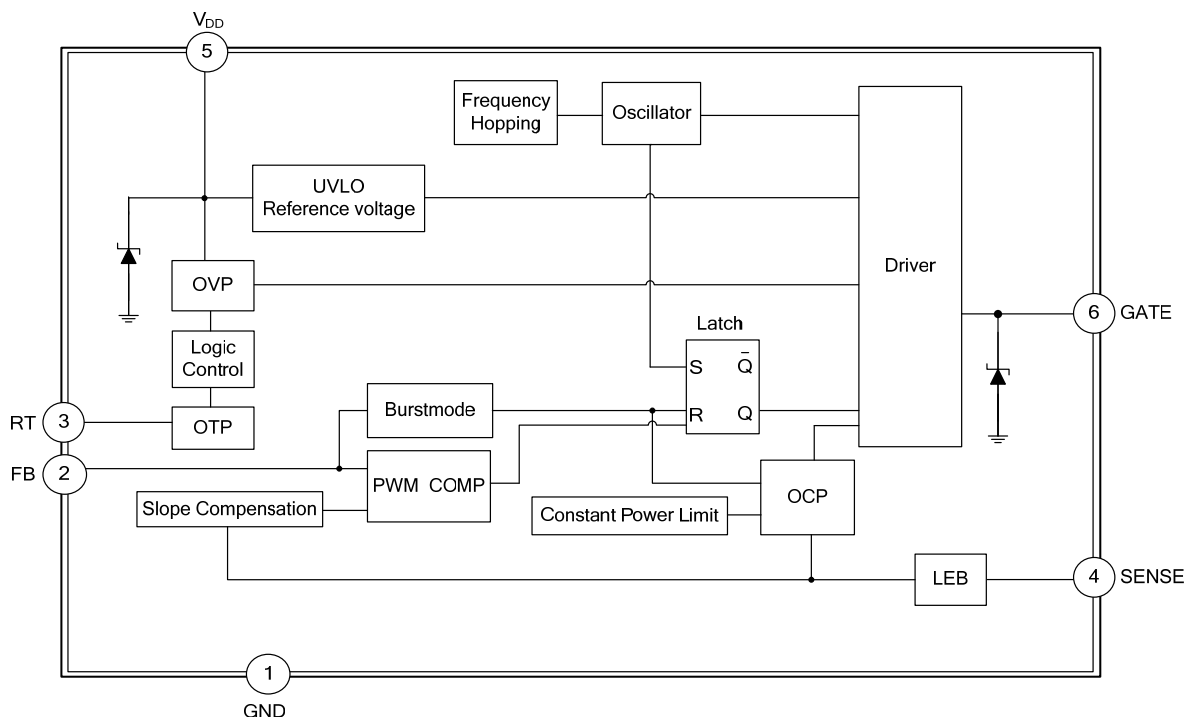 VDD
5
Frequency
Hopping
Oscillator
UVLO
Reference voltage
Driver
OVP
6
GATE
Latch
Logic
Control
S
Q̅
RT
3
OTP
Burstmode
R
Q
FB
2
PWM COMP
Slope Compensation
Constant Power Limit
OCP
LEB
4
SENSE
1
GND